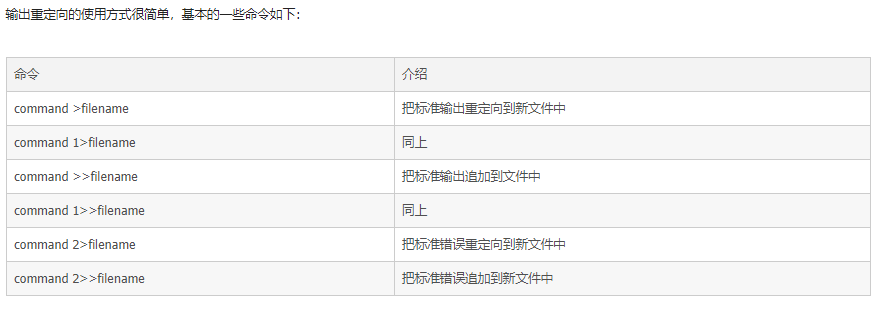 输出重定向的使用方式很简单，基本的一些命令如下：
命令 介绍
command >filename 把标准输出重定向到新文件中
command 1>filename 同上
command >>filename 把标准输出追加到文件中
command 1>>filename 同上
command 2>filename 把标准错误重定向到新文件中
command 2>>filename 把标准错误追加到新文件中